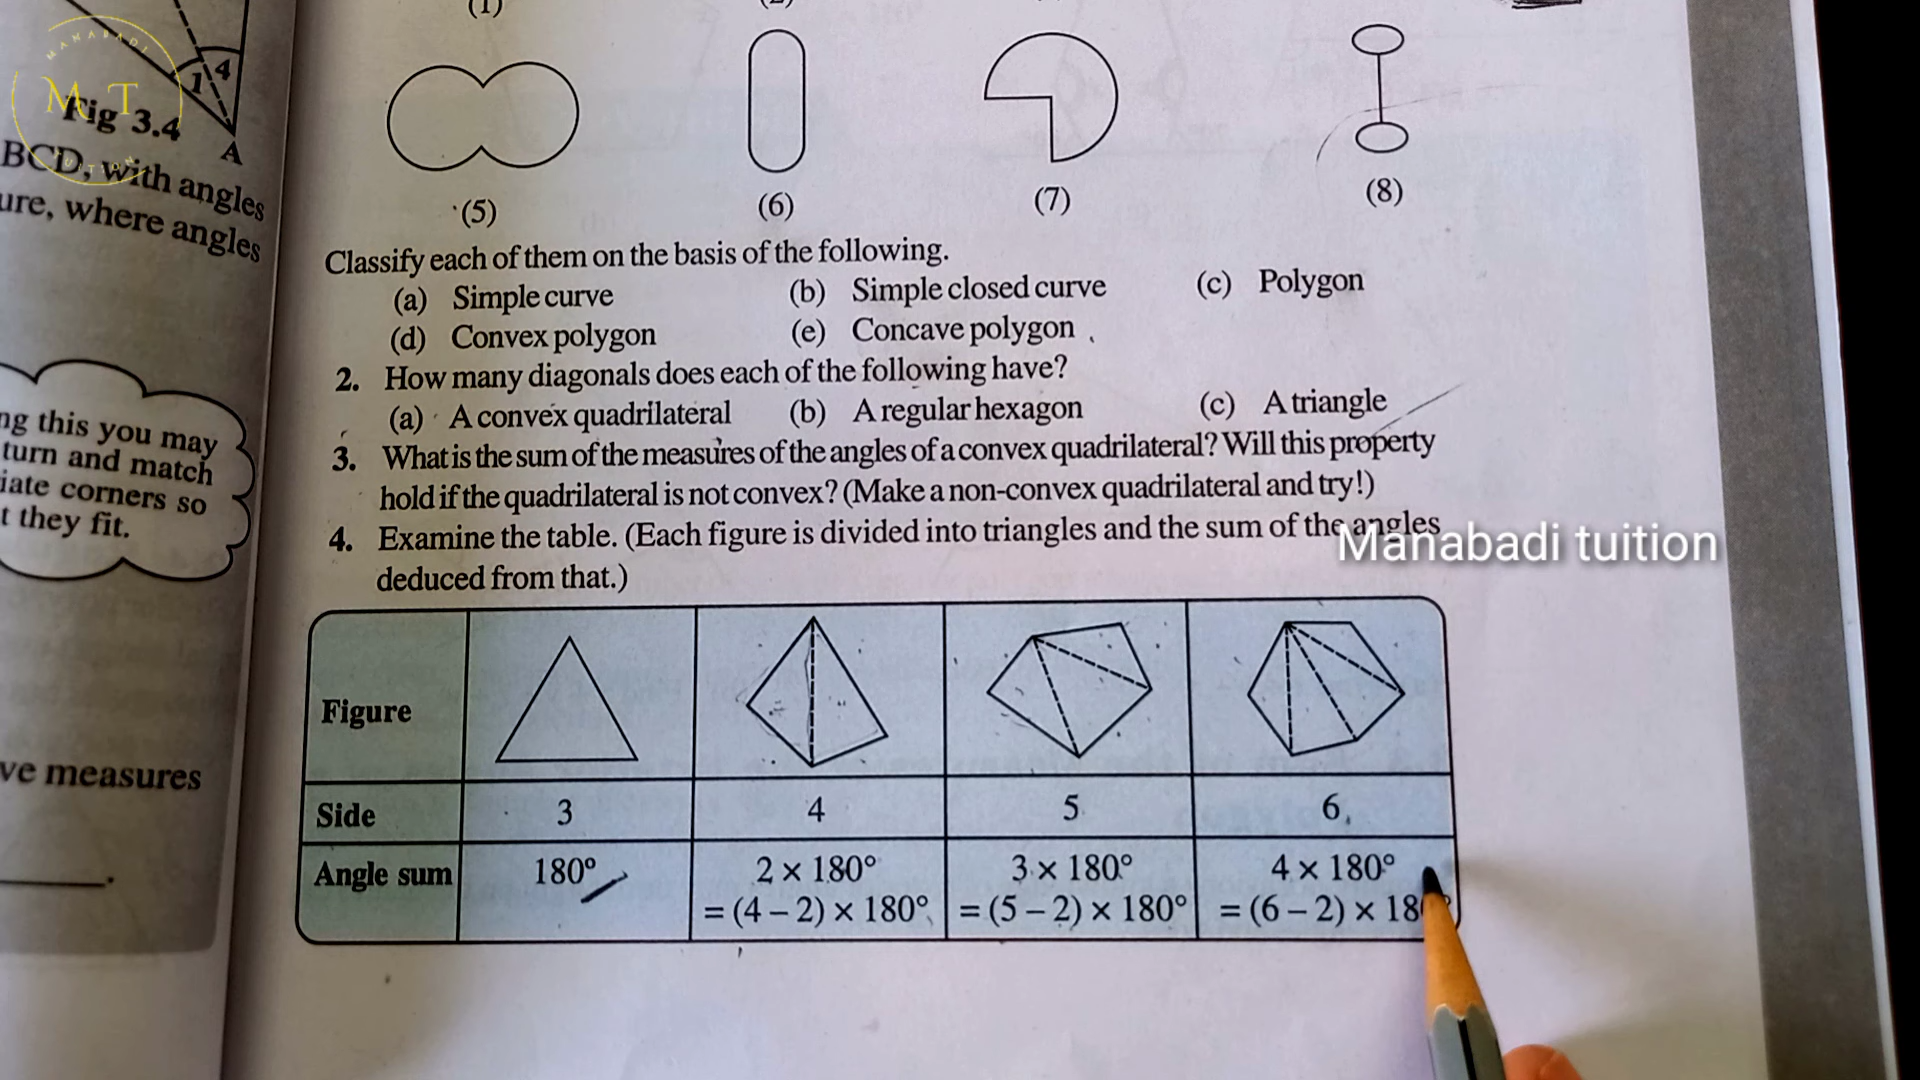 (1)
(5)
(6)
(7)
(8)
Classify each of them on the basis of the following.
(a) Simple curve (b) Simple closed curve (c) Polygon
(d) Convex polygon (e) Concave polygon
2. How many diagonals does each of the following have?
(a) A convex quadrilateral (b) A regular hexagon (c) A triangle
3. What is the sum of the measures of the angles of a convex quadrilateral? Will this property
hold if the quadrilateral is not convex? (Make a non-convex quadrilateral and try!)
4. Examine the table. (Each figure is divided into triangles and the sum of the angles
deduced from that.)
Figure
Side 3 4 5 6
Angle sum 180° 2 × 180° 3 × 180° 4 × 180°
= (4 – 2) × 180° = (5 – 2) × 180° = (6 – 2) × 18
Manabadi tuition
MANABADI
M T
1 4
Fig 3.4
A
BCD, with angles
ure, where angles
ng this you may
turn and match
iate corners so
t they fit.
ve measures